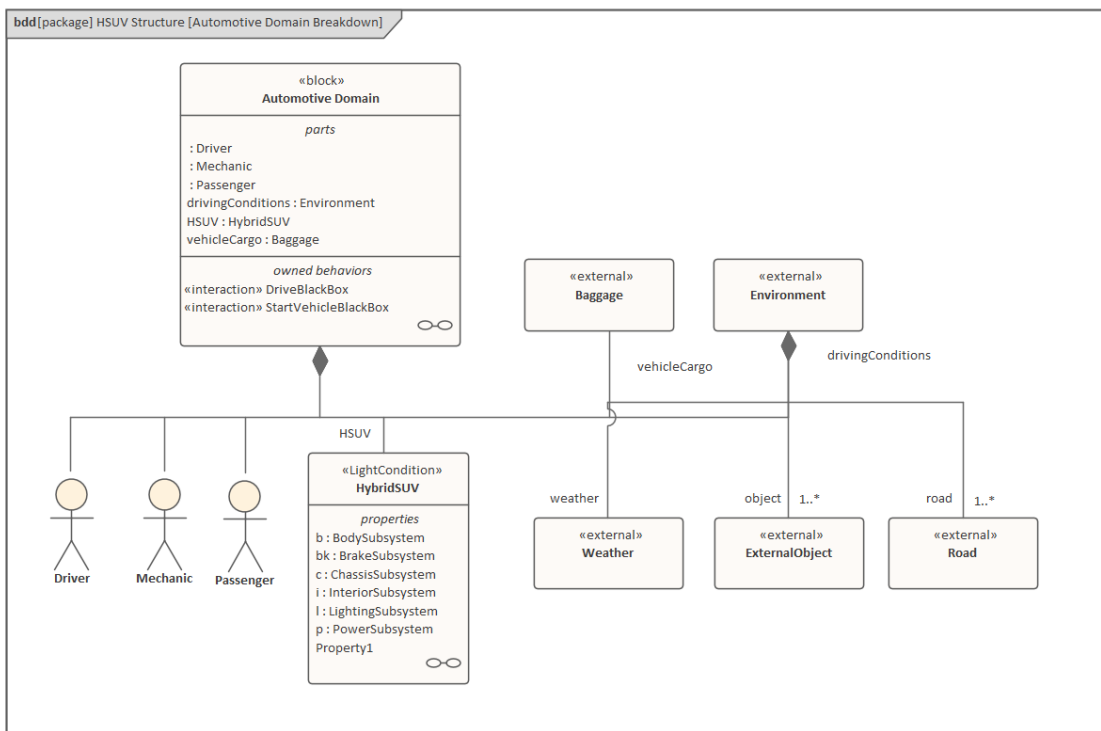 bdd[package] HSUV Structure [Automotive Domain Breakdown]
«block»
Automotive Domain
parts
: Driver
: Mechanic
: Passenger
drivingConditions : Environment
HSUV : HybridSUV
vehicleCargo : Baggage
owned behaviors
«interaction» DriveBlackBox
«interaction» StartVehicleBlackBox
«external»
Baggage
«external»
Environment
vehicleCargo
drivingConditions
HSUV
Driver
Mechanic
Passenger
«LightCondition»
HybridSUV
properties
b : BodySubsystem
bk : BrakeSubsystem
c : ChassisSubsystem
i : InteriorSubsystem
l : LightingSubsystem
p : PowerSubsystem
Property1
weather
object
1..*
road
1..*
«external»
Weather
«external»
ExternalObject
«external»
Road